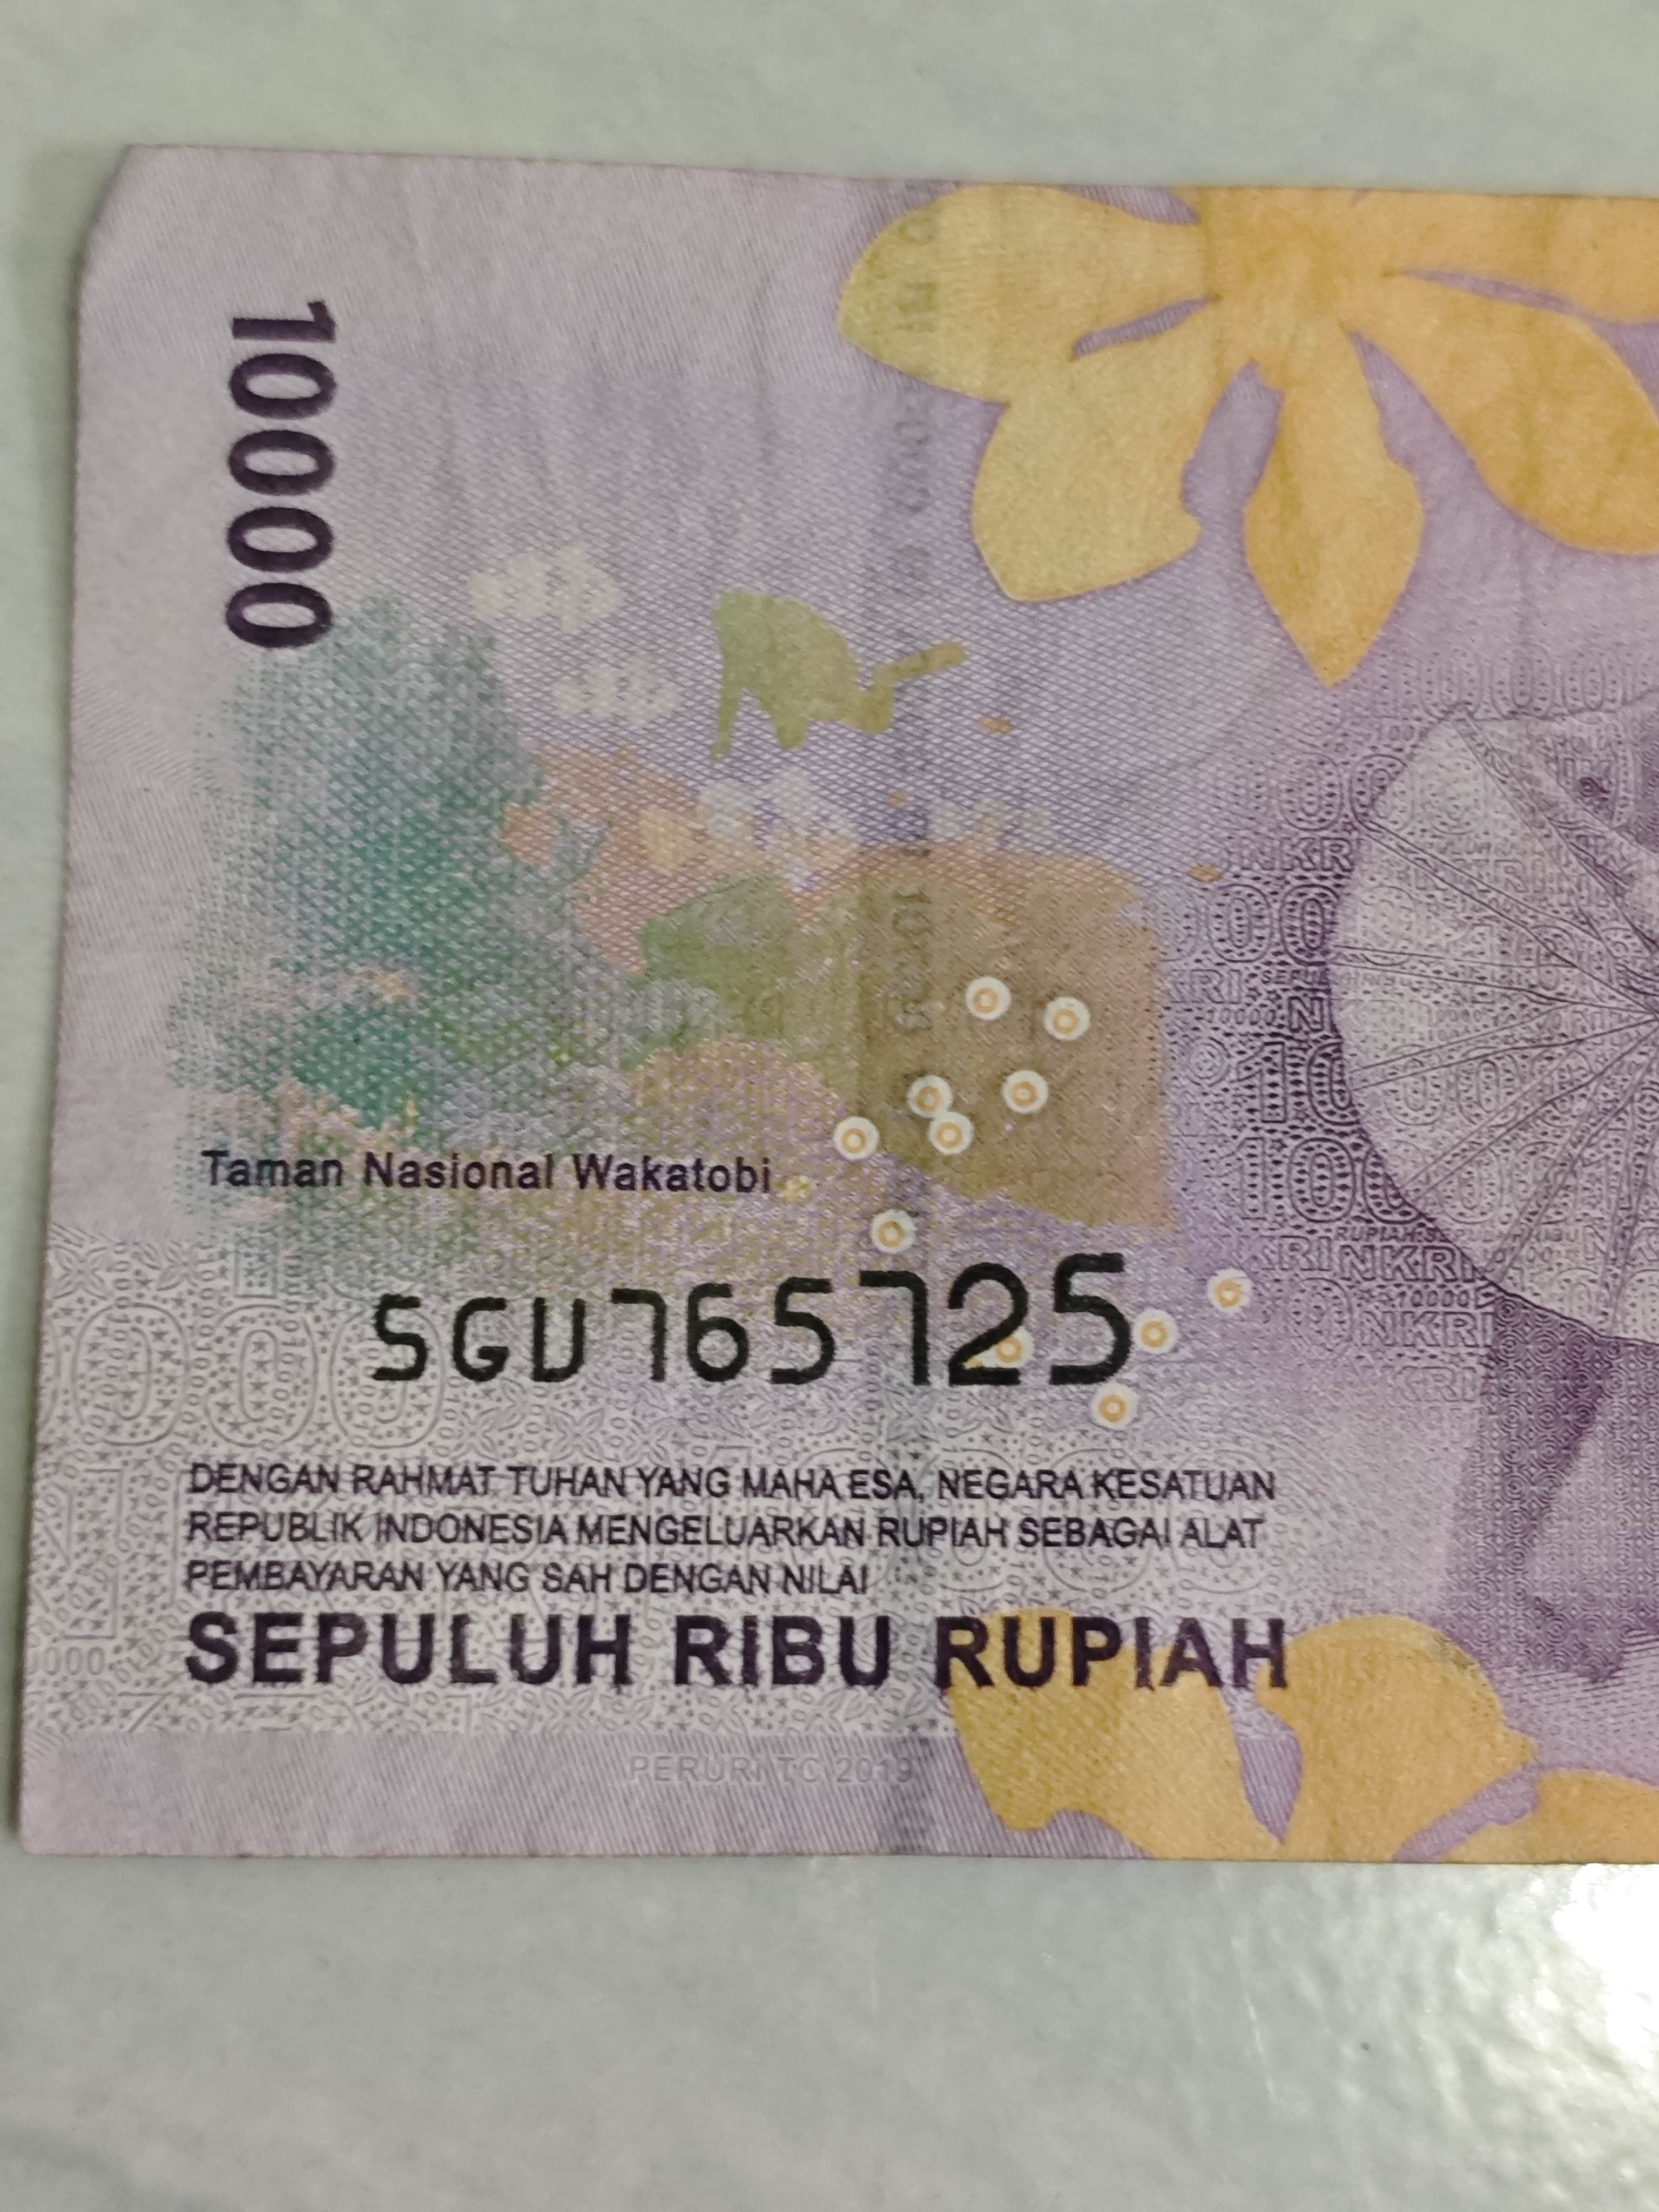 10000
Taman Nasional Wakatobi
SGU765725
DENGAN RAHMAT TUHAN YANG MAHA ESA, NEGARA KESATUAN
REPUBLIK INDONESIA MENGELUARKAN RUPIAH SEBAGAI ALAT
PEMBAYARAN YANG SAH DENGAN NILAI
SEPULUH RIBU RUPIAH
PERURI TC 2019